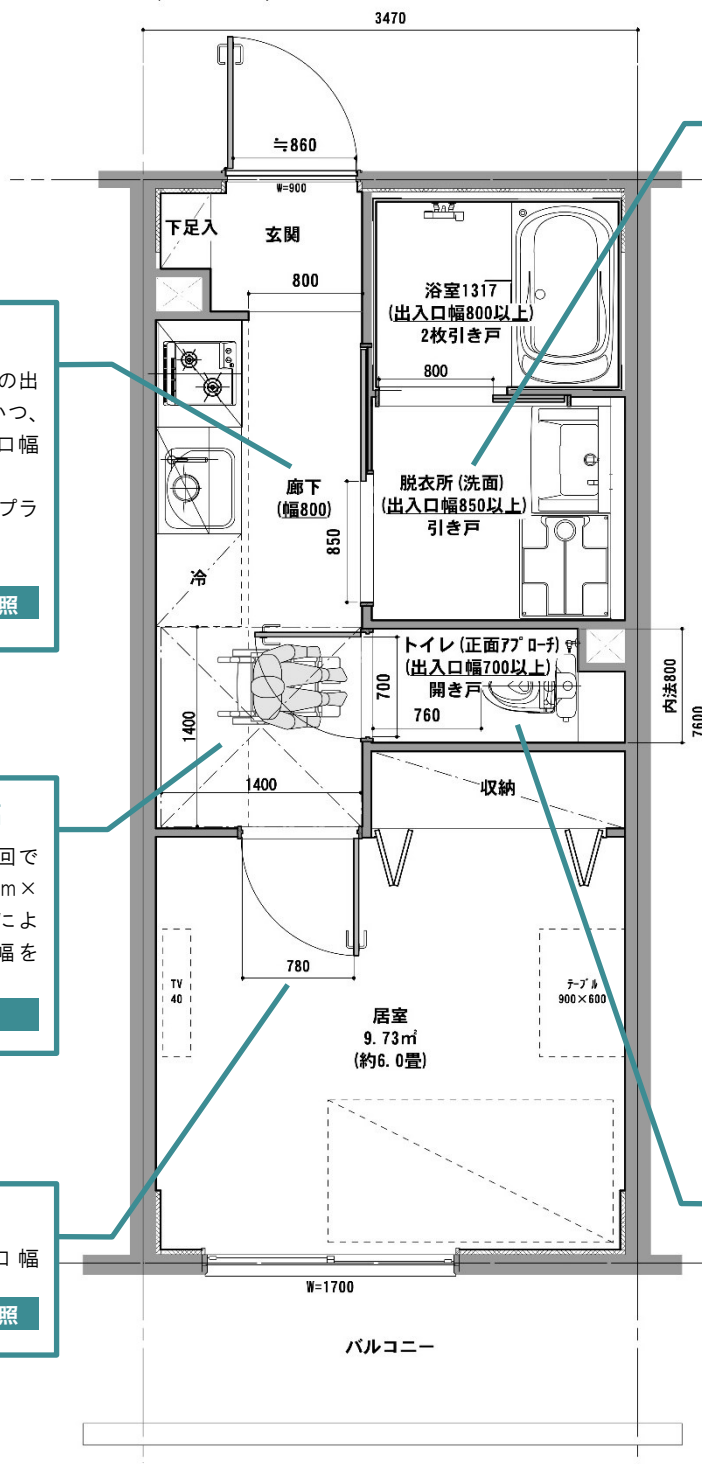 3470
≒860
W=900
下足入
玄関
800
浴室1317
(出入口幅800以上)
2枚引き戸
800
の出
いつ、
口幅
プラ
照
廊下
(幅800)
850
脱衣所(洗面)
(出入口幅850以上)
引き戸
冷
トイレ(正面アプローチ)
(出入口幅700以上)
開き戸
700
760
内法800
7600
1400
1400
収納
回で
m×
によ
幅を
780
TV
40
テーブル
900×600
居室
9.73㎡
(約6.0畳)
口幅
照
W=1700
バルコニー